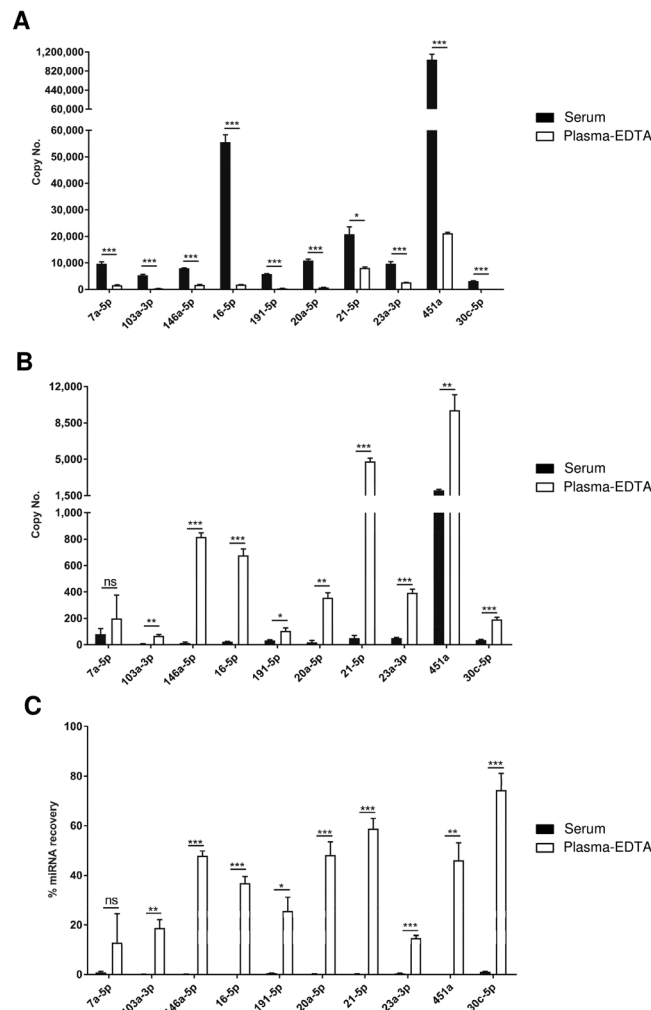 A
Copy No.
1,200,000
820,000
440,000
60,000
60,000
50,000
40,000
30,000
20,000
10,000
0
***
***
***
***
***
***
*
***
***
***
7a-5p
103a-3p
146a-5p
16-5p
191-5p
20a-5p
21-5p
23a-3p
451a
30c-5p
Serum
Plasma-EDTA
B
Copy No.
12,000
8,500
5,000
1,500
1,000
800
600
400
200
0
ns
**
***
***
*
**
***
***
**
***
7a-5p
103a-3p
146a-5p
16-5p
191-5p
20a-5p
21-5p
23a-3p
451a
30c-5p
Serum
Plasma-EDTA
C
% miRNA recovery
100
80
60
40
20
0
ns
**
***
***
*
***
***
***
**
***
7a-5p
103a-3p
146a-5p
16-5p
191-5p
20a-5p
21-5p
23a-3p
451a
30c-5p
Serum
Plasma-EDTA